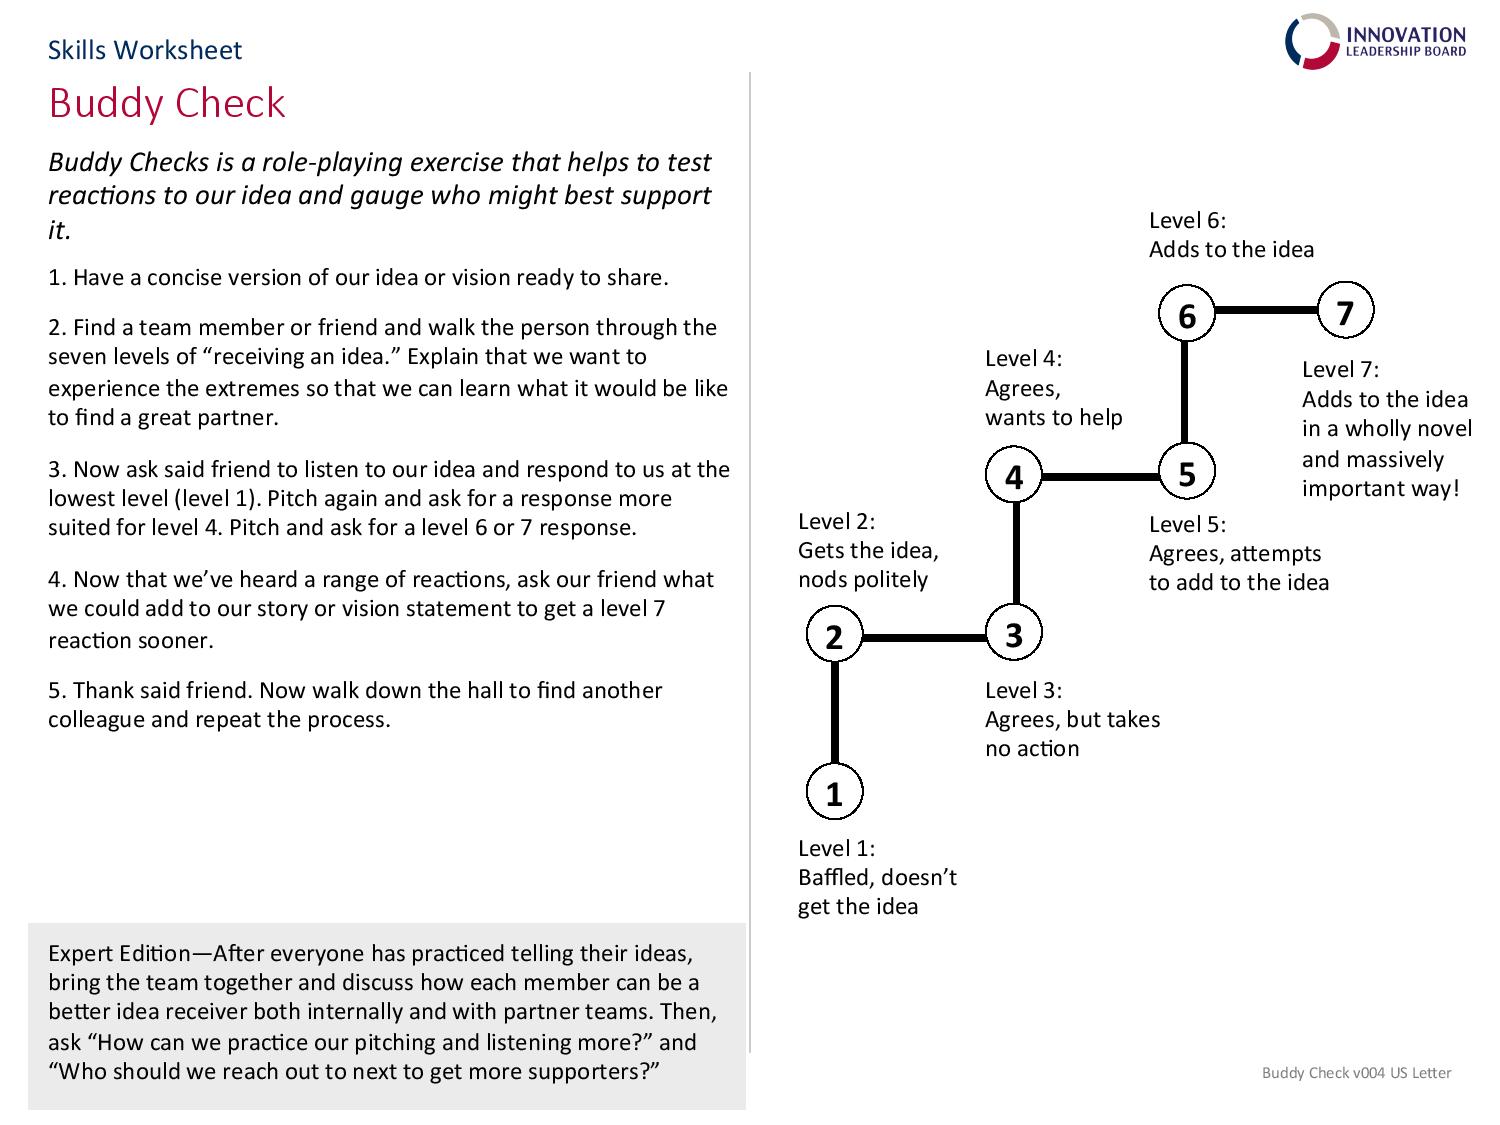 Skills Worksheet
Buddy Check
Buddy Checks is a role-playing exercise that helps to test
reactions to our idea and gauge who might best support
it.
1. Have a concise version of our idea or vision ready to share.
2. Find a team member or friend and walk the person through the
seven levels of “receiving an idea.” Explain that we want to
experience the extremes so that we can learn what it would be like
to find a great partner.
3. Now ask said friend to listen to our idea and respond to us at the
lowest level (level 1). Pitch again and ask for a response more
suited for level 4. Pitch and ask for a level 6 or 7 response.
4. Now that we’ve heard a range of reactions, ask our friend what
we could add to our story or vision statement to get a level 7
reaction sooner.
5. Thank said friend. Now walk down the hall to find another
colleague and repeat the process.
Expert Edition—After everyone has practiced telling their ideas,
bring the team together and discuss how each member can be a
better idea receiver both internally and with partner teams. Then,
ask “How can we practice our pitching and listening more?” and
“Who should we reach out to next to get more supporters?”
INNOVATION
LEADERSHIP BOARD
Level 6:
Adds to the idea
6
7
Level 7:
Adds to the idea
in a wholly novel
and massively
important way!
Level 4:
Agrees,
wants to help
4
5
Level 5:
Agrees, attempts
to add to the idea
Level 2:
Gets the idea,
nods politely
2
3
Level 3:
Agrees, but takes
no action
1
Level 1:
Baffled, doesn’t
get the idea
Buddy Check v004 US Letter